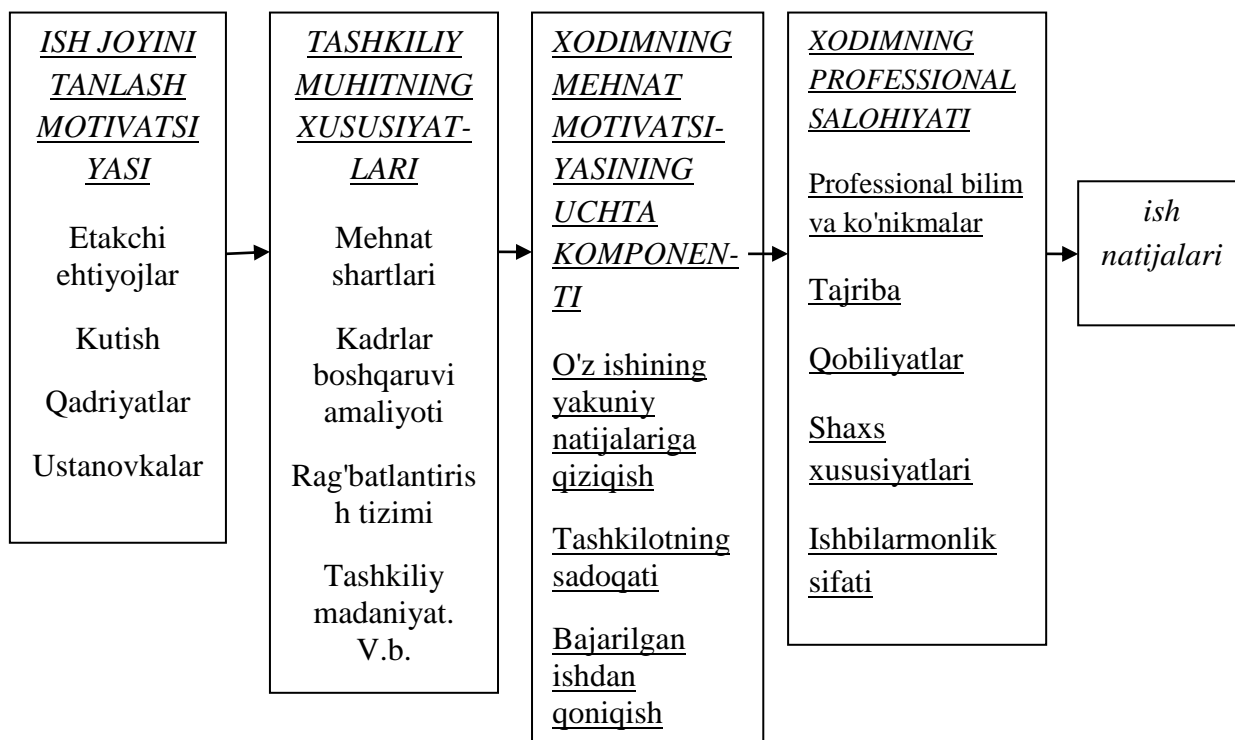 ISH JOYINI
TANLASH
MOTIVATSI
YASI
Etakchi
ehtiyojlar
Kutish
Qadriyatlar
Ustanovkalar
TASHKILIY
MUHITNING
XUSUSIYAT-
LARI
Mehnat
shartlari
Kadrlar
boshqaruvi
amaliyoti
Rag'batlantiris
h tizimi
Tashkiliy
madaniyat.
V.b.
XODIMNING
MEHNAT
MOTIVATSI-
YASINING
UCHTA
KOMPONEN-
TI
O'z ishining
yakuniy
natijalariga
qiziqish
Tashkilotning
sadoqati
Bajarilgan
ishdan
qoniqish
XODIMNING
PROFESSIONAL
SALOHIYATI
Professional bilim
va ko'nikmalar
Tajriba
Qobiliyatlar
Shaxs
xususiyatlari
Ishbilarmonlik
sifati
ish
natijalari